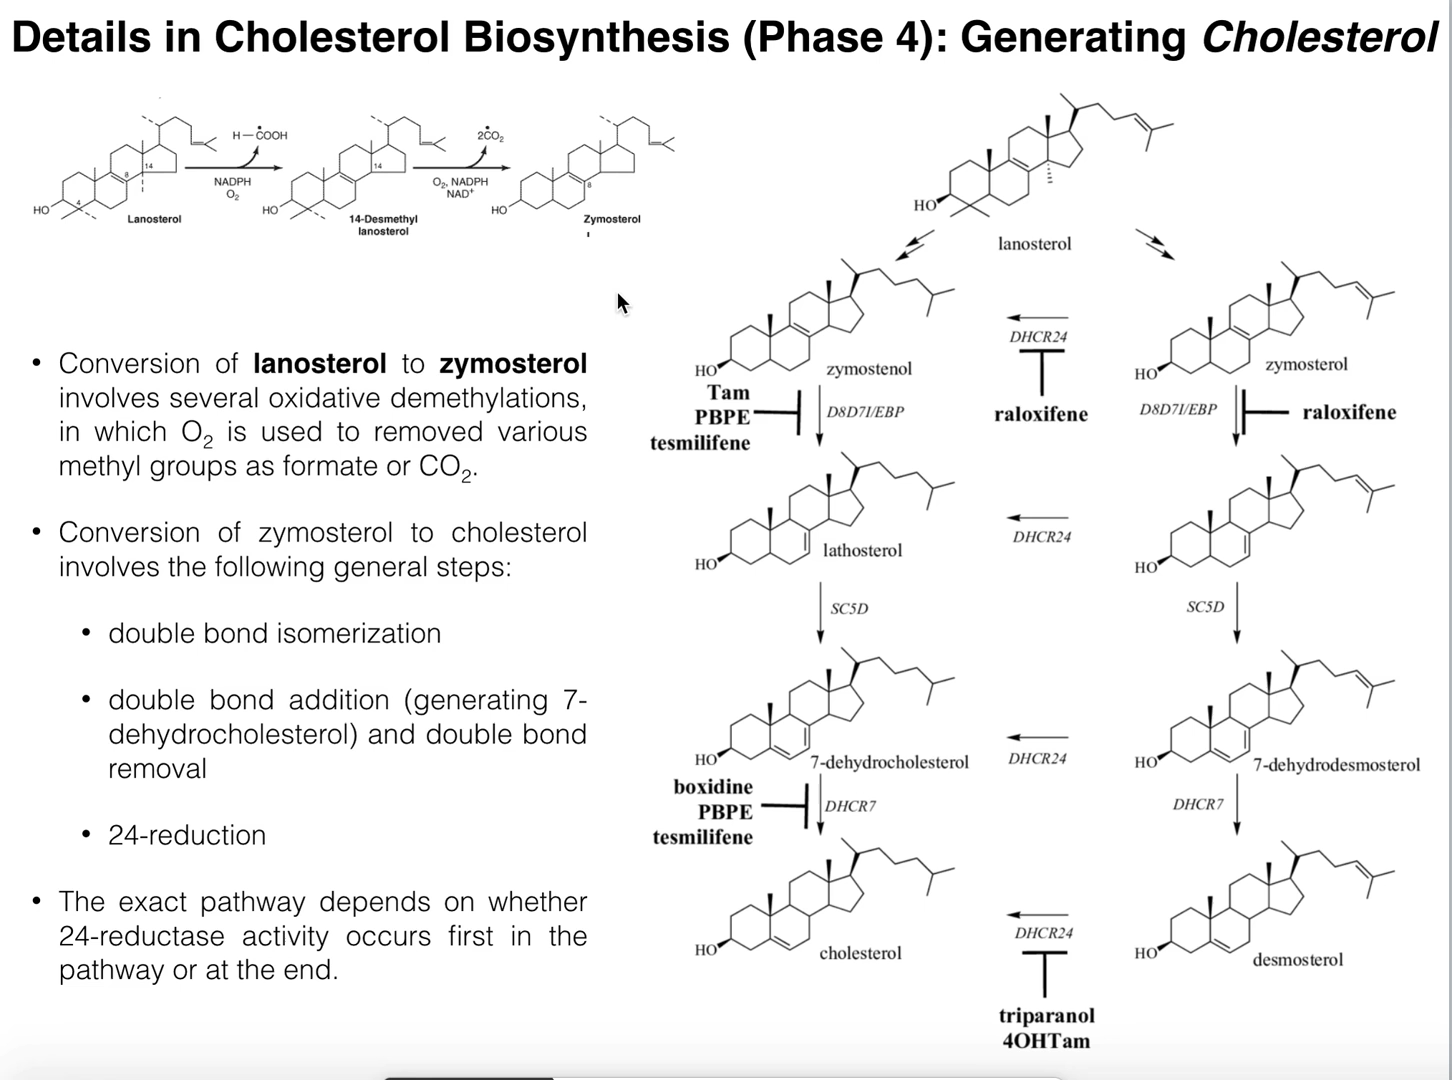 Details in Cholesterol Biosynthesis (Phase 4): Generating Cholesterol
H—COOH
NADPH
O2
HO
4
8
14
Lanosterol
2CO2
O2, NADPH
NAD+
HO
14
14-Desmethyl
lanosterol
HO
8
Zymosterol
• Conversion of lanosterol to zymosterol
involves several oxidative demethylations,
in which O2 is used to removed various
methyl groups as formate or CO2.
• Conversion of zymosterol to cholesterol
involves the following general steps:
• double bond isomerization
• double bond addition (generating 7-
dehydrocholesterol) and double bond
removal
• 24-reduction
• The exact pathway depends on whether
24-reductase activity occurs first in the
pathway or at the end.
HO
lanosterol
HO
zymostenol
DHCR24
raloxifene
HO
zymosterol
Tam
PBPE
tesmilifene
D8D7I/EBP
D8D7I/EBP
raloxifene
HO
lathosterol
DHCR24
HO
SC5D
SC5D
HO
7-dehydrocholesterol
DHCR24
HO
7-dehydrodesmosterol
boxidine
PBPE
tesmilifene
DHCR7
DHCR7
HO
cholesterol
DHCR24
HO
desmosterol
triparanol
4OHTam